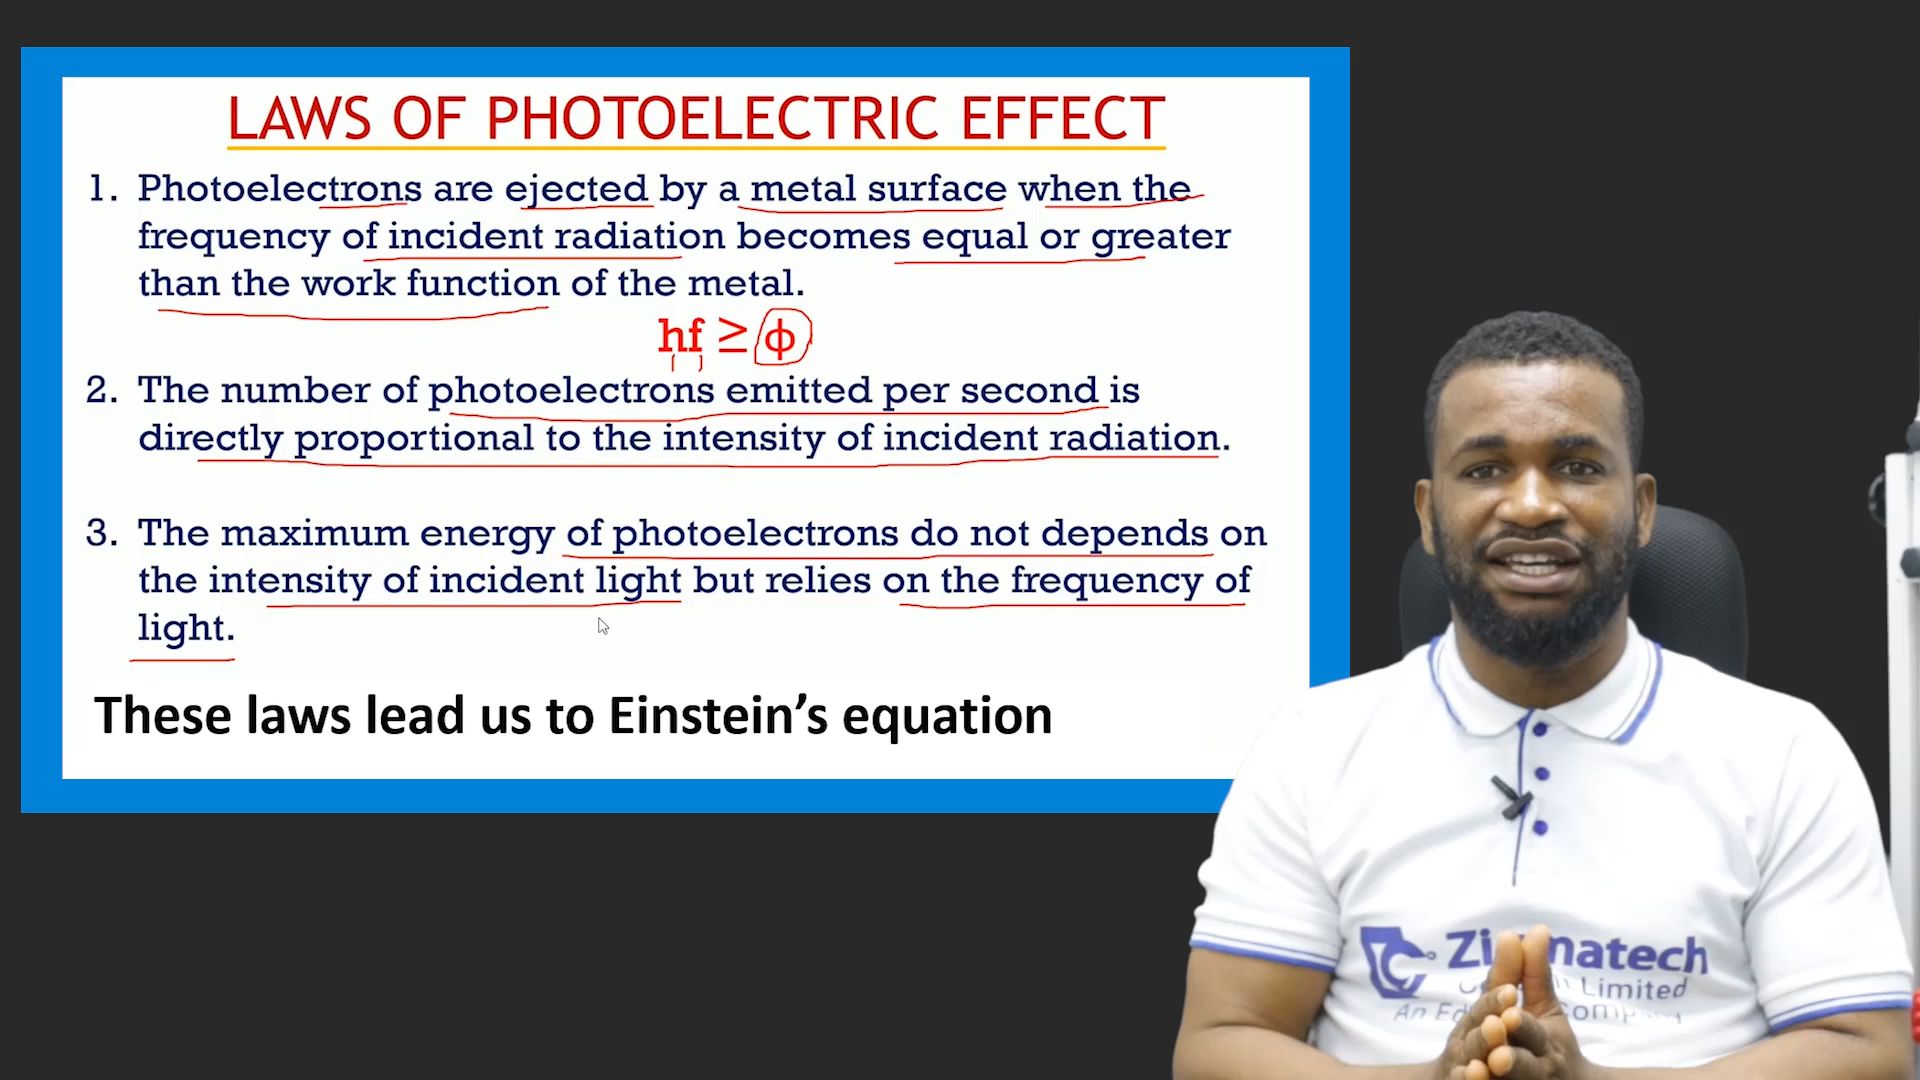 LAWS OF PHOTOELECTRIC EFFECT
1. Photoelectrons are ejected by a metal surface when the
frequency of incident radiation becomes equal or greater
than the work function of the metal.
hf ≥ ϕ
2. The number of photoelectrons emitted per second is
directly proportional to the intensity of incident radiation.
3. The maximum energy of photoelectrons do not depends on
the intensity of incident light but relies on the frequency of
light.
These laws lead us to Einstein’s equation
Limited
An